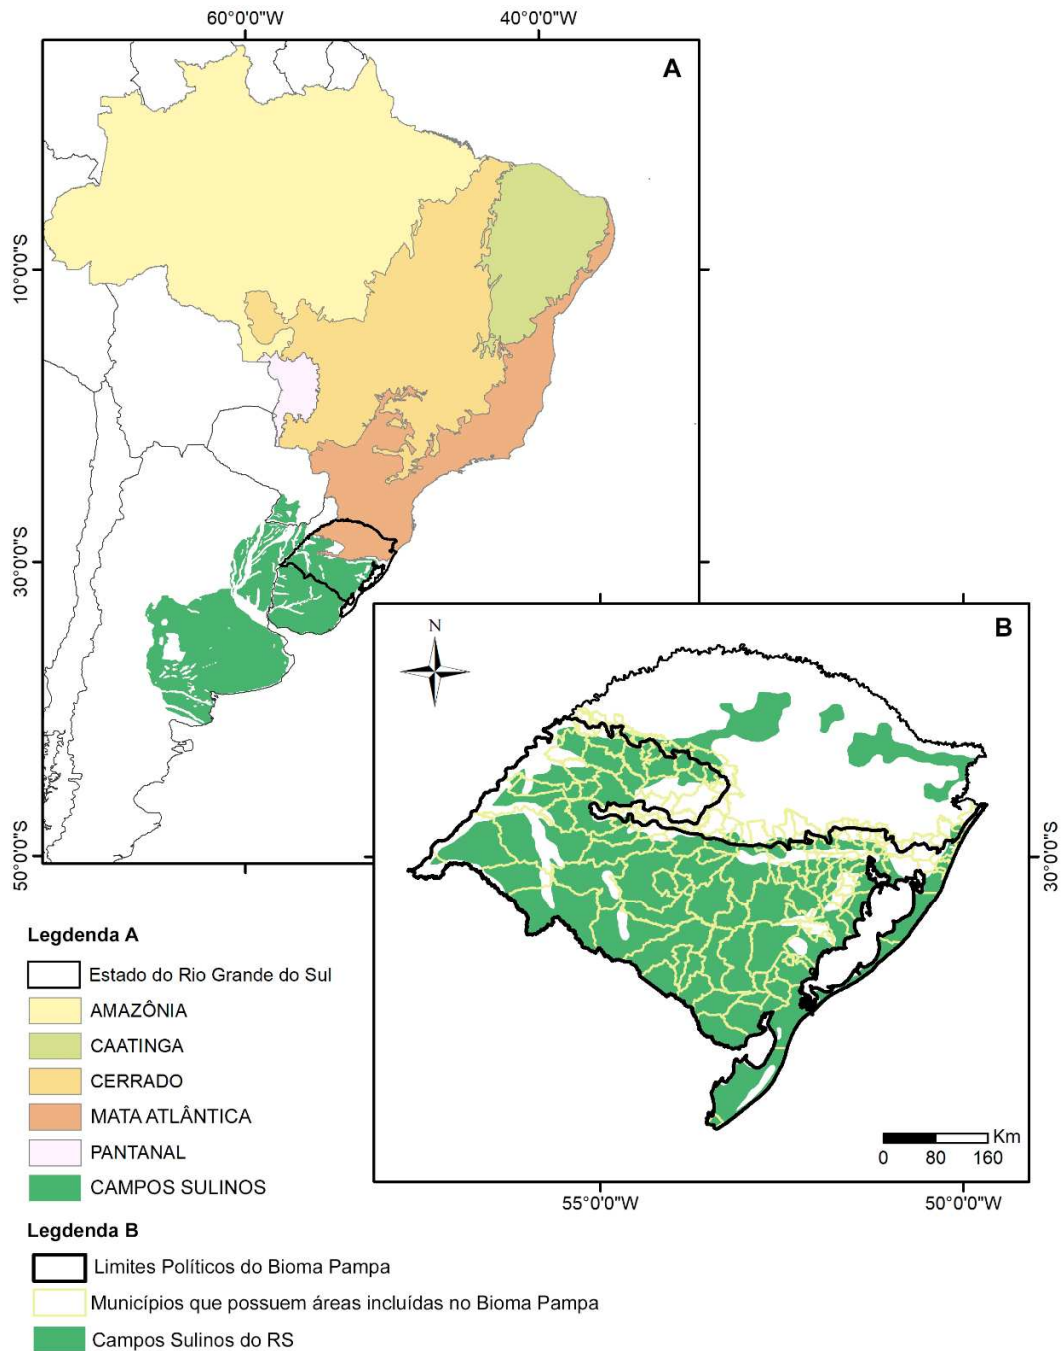 60°0'0"W
40°0'0"W
A
10°0'0"S
30°0'0"S
50°0'0"S
N
B
30°0'0"S
Km
0 80 160
55°0'0"W
50°0'0"W
Legdenda A
Estado do Rio Grande do Sul
AMAZÔNIA
CAATINGA
CERRADO
MATA ATLÂNTICA
PANTANAL
CAMPOS SULINOS
Legdenda B
Limites Políticos do Bioma Pampa
Municípios que possuem áreas incluídas no Bioma Pampa
Campos Sulinos do RS